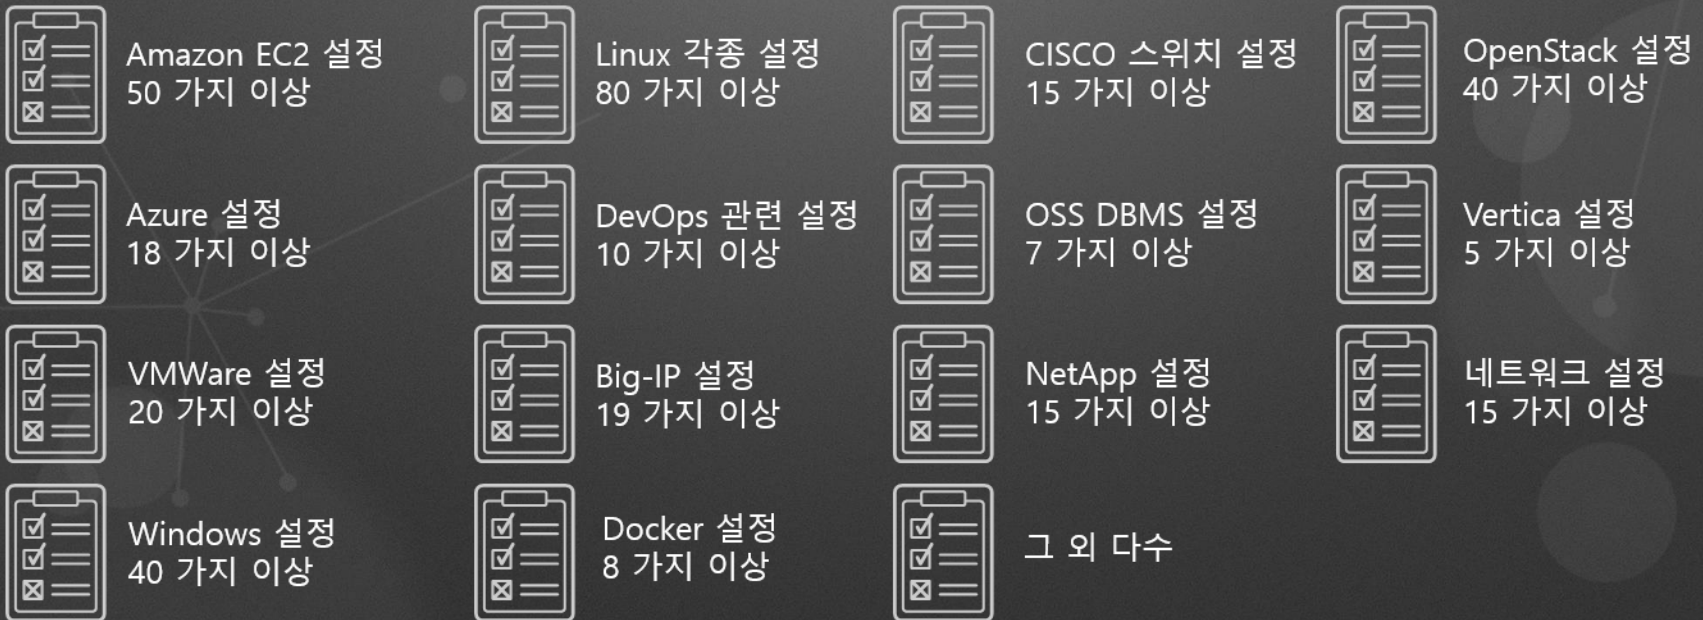 Amazon EC2 설정
50 가지 이상
Linux 각종 설정
80 가지 이상
CISCO 스위치 설정
15 가지 이상
OpenStack 설정
40 가지 이상
Azure 설정
18 가지 이상
DevOps 관련 설정
10 가지 이상
OSS DBMS 설정
7 가지 이상
Vertica 설정
5 가지 이상
VMWare 설정
20 가지 이상
Big-IP 설정
19 가지 이상
NetApp 설정
15 가지 이상
네트워크 설정
15 가지 이상
Windows 설정
40 가지 이상
Docker 설정
8 가지 이상
그 외 다수